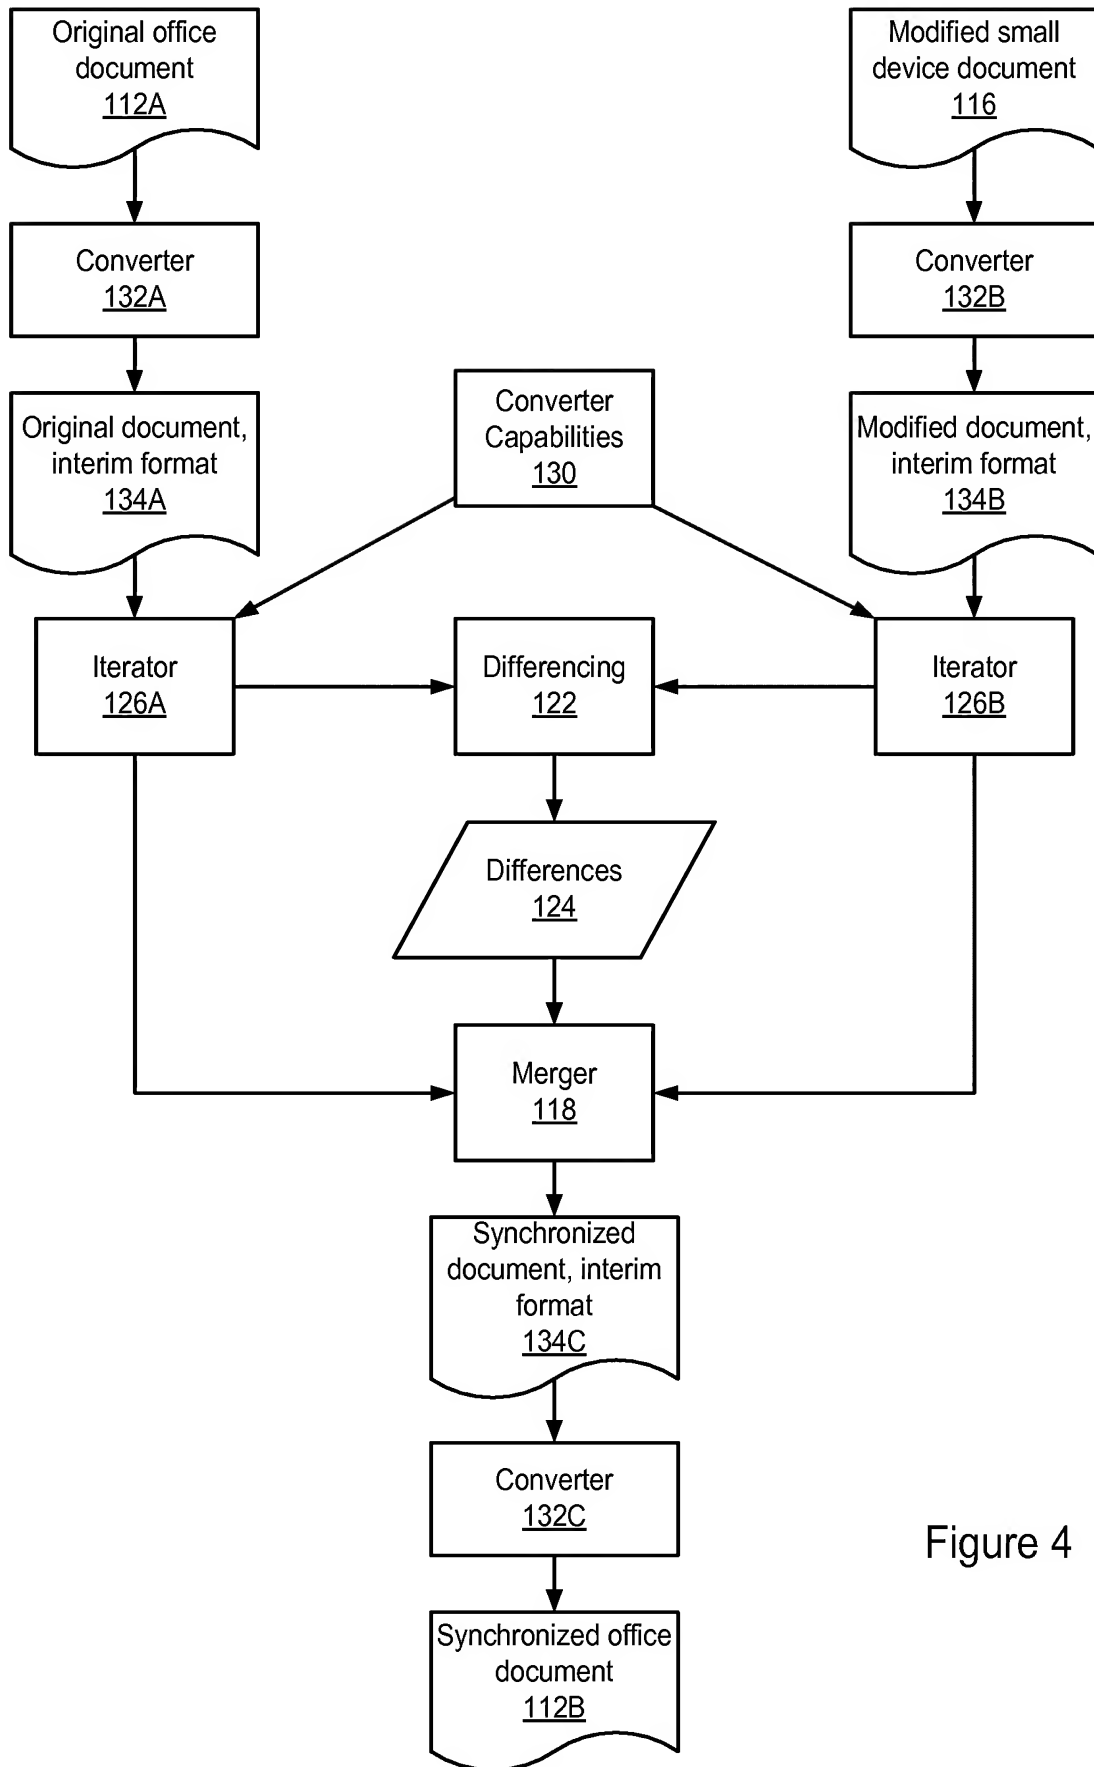 Original office
document
112A
Modified small
device document
116
Converter
132A
Converter
132B
Original document,
interim format
134A
Converter
Capabilities
130
Modified document,
interim format
134B
Iterator
126A
Differencing
122
Iterator
126B
Differences
124
Merger
118
Synchronized
document, interim
format
134C
Converter
132C
Figure 4
Synchronized office
document
112B